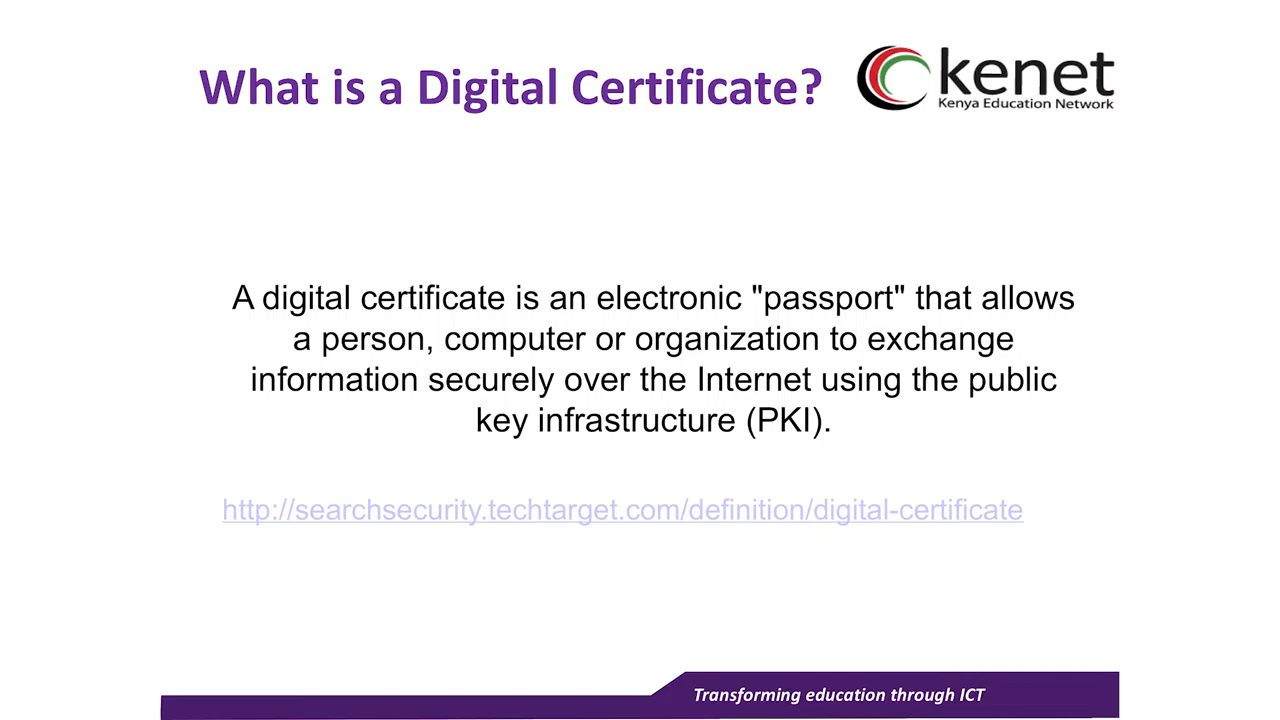 What is a Digital Certificate?
kenet
Kenya Education Network
A digital certificate is an electronic "passport" that allows
a person, computer or organization to exchange
information securely over the Internet using the public
key infrastructure (PKI).
http://searchsecurity.techtarget.com/definition/digital-certificate
Transforming education through ICT